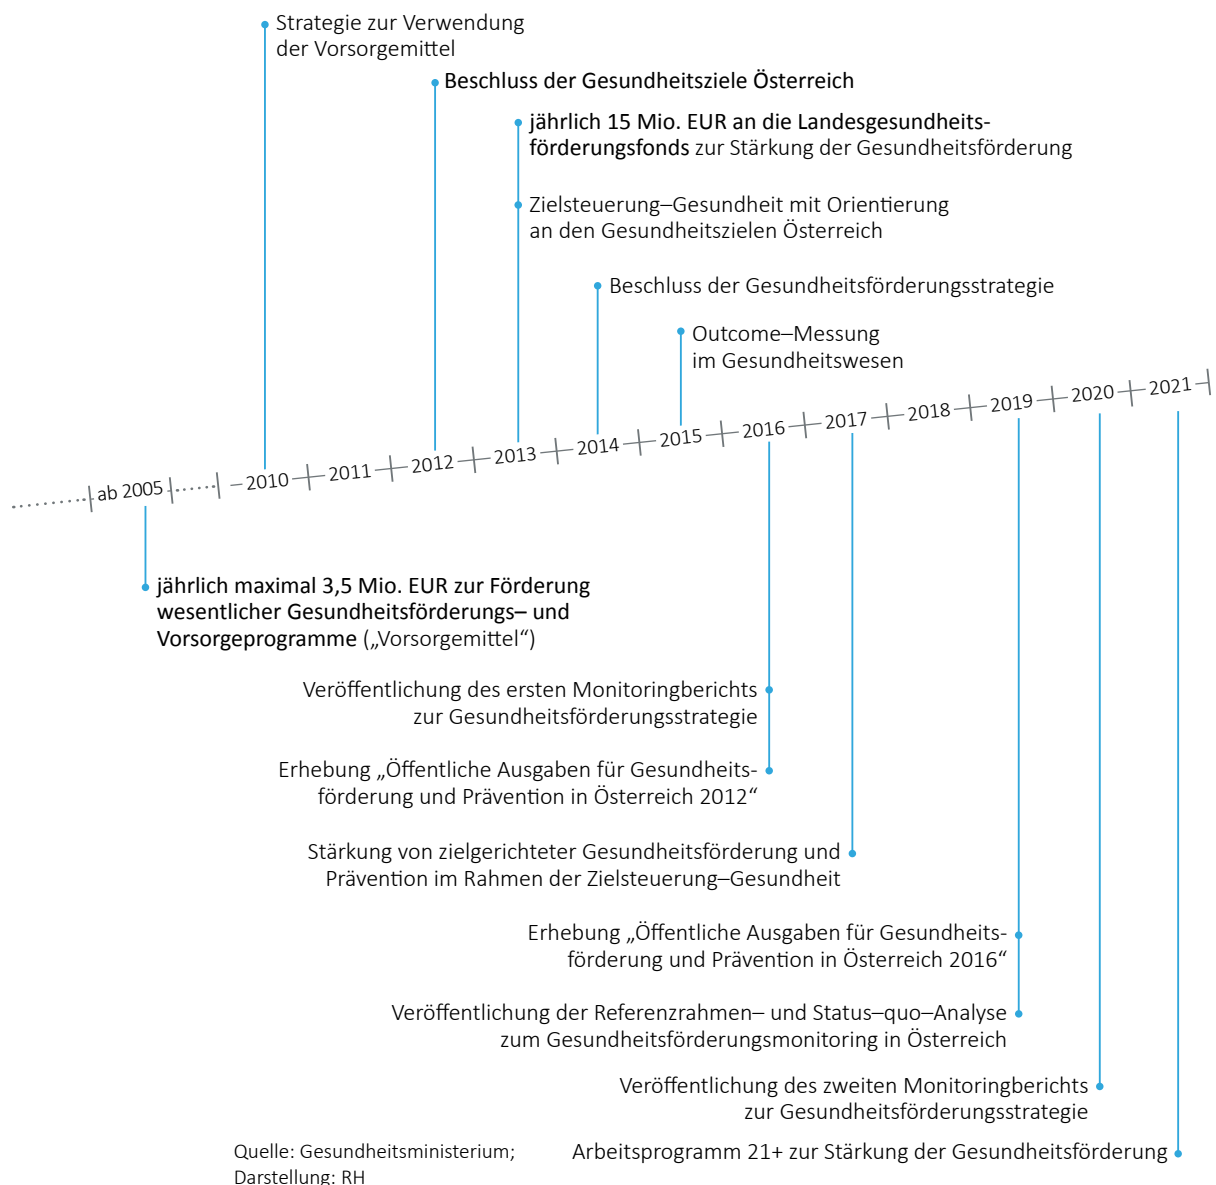 Strategie zur Verwendung
der Vorsorgemittel
Beschluss der Gesundheitsziele Österreich
jährlich 15 Mio. EUR an die Landesgesundheits-
förderungsfonds zur Stärkung der Gesundheitsförderung
Zielsteuerung–Gesundheit mit Orientierung
an den Gesundheitszielen Österreich
Beschluss der Gesundheitsförderungsstrategie
Outcome–Messung
im Gesundheitswesen
ab 2005 2010 2011 2012 2013 2014 2015 2016 2017 2018 2019 2020 2021
jährlich maximal 3,5 Mio. EUR zur Förderung
wesentlicher Gesundheitsförderungs– und
Vorsorgeprogramme („Vorsorgemittel“)
Veröffentlichung des ersten Monitoringberichts
zur Gesundheitsförderungsstrategie
Erhebung „Öffentliche Ausgaben für Gesundheits-
förderung und Prävention in Österreich 2012“
Stärkung von zielgerichteter Gesundheitsförderung und
Prävention im Rahmen der Zielsteuerung–Gesundheit
Erhebung „Öffentliche Ausgaben für Gesundheits-
förderung und Prävention in Österreich 2016“
Veröffentlichung der Referenzrahmen– und Status–quo–Analyse
zum Gesundheitsförderungsmonitoring in Österreich
Veröffentlichung des zweiten Monitoringberichts
zur Gesundheitsförderungsstrategie
Arbeitsprogramm 21+ zur Stärkung der Gesundheitsförderung
Quelle: Gesundheitsministerium;
Darstellung: RH